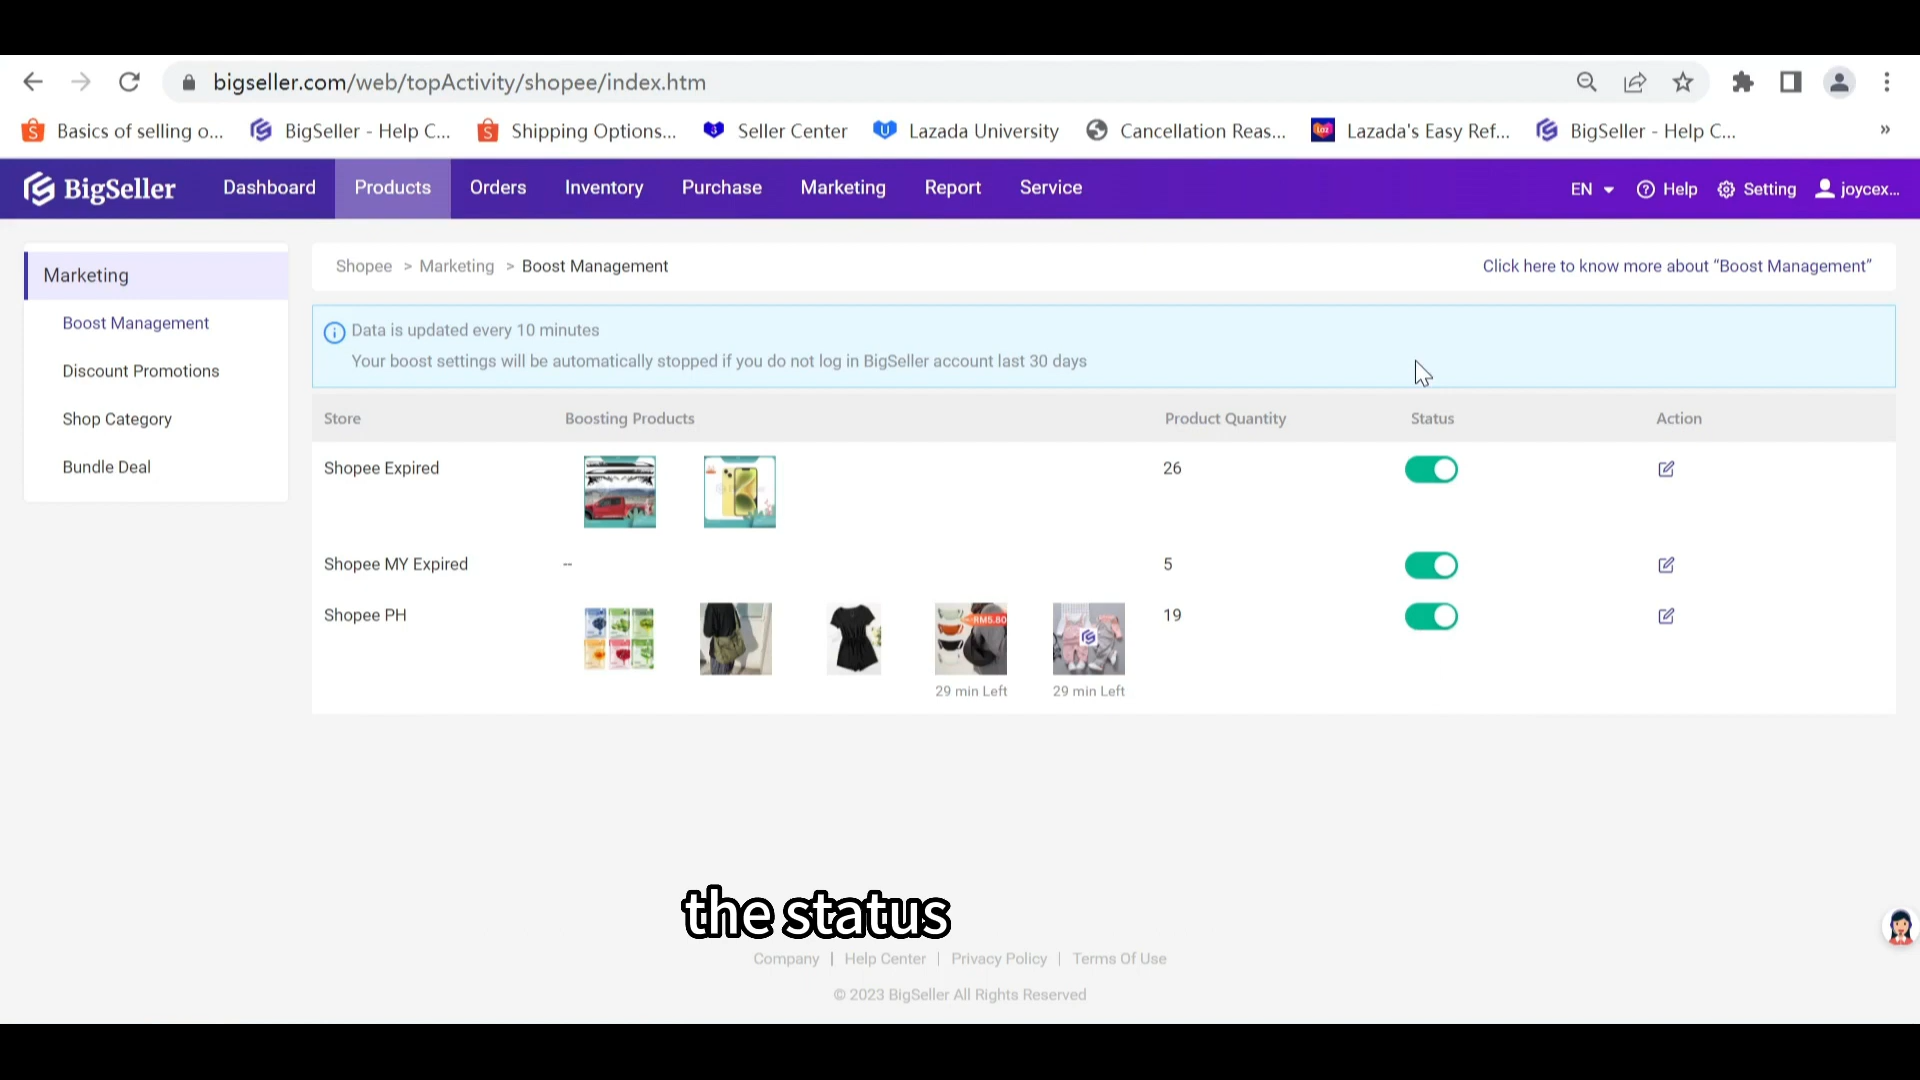 bigseller.com/web/topActivity/shopee/index.htm
Basics of selling o... BigSeller - Help C... Shipping Options... Seller Center Lazada University Cancellation Reas... Lazada's Easy Ref... BigSeller - Help C... »
BigSeller Dashboard Products Orders Inventory Purchase Marketing Report Service EN Help Setting joycex...
Marketing
Boost Management
Discount Promotions
Shop Category
Bundle Deal
Shopee > Marketing > Boost Management Click here to know more about “Boost Management”
Data is updated every 10 minutes
Your boost settings will be automatically stopped if you do not log in BigSeller account last 30 days
Store Boosting Products Product Quantity Status Action
Shopee Expired 26
Shopee MY Expired -- 5
Shopee PH 19
RM5.80
29 min Left 29 min Left
the status
Company | Help Center | Privacy Policy | Terms Of Use
© 2023 BigSeller All Rights Reserved